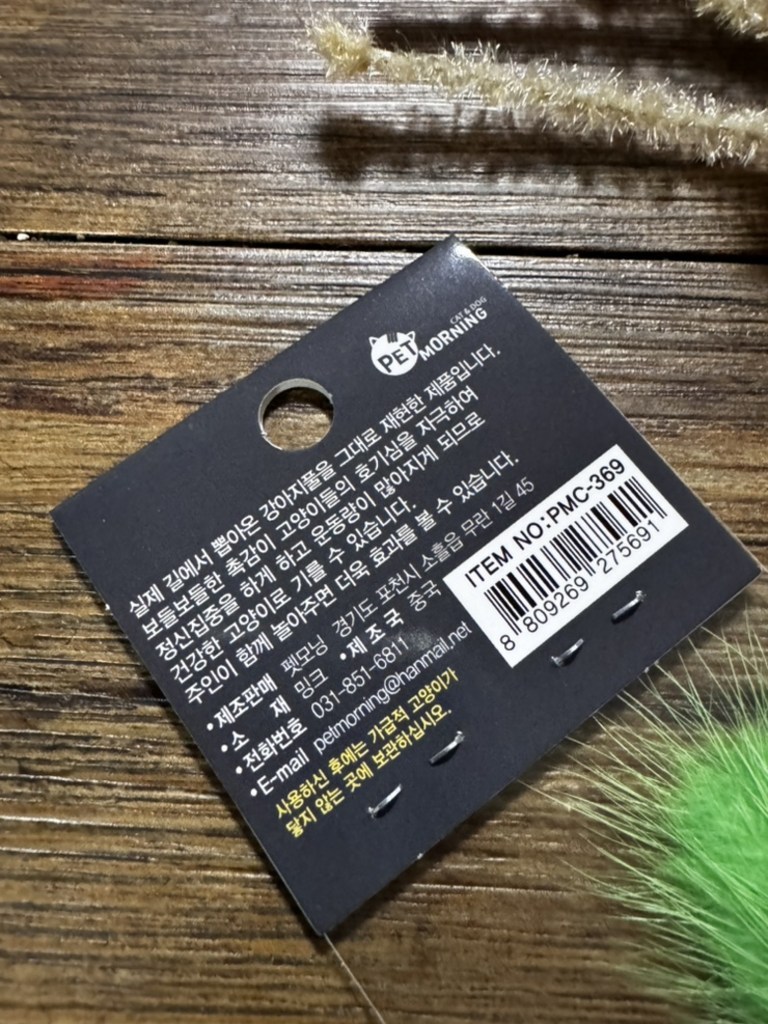 CAT & DOG
PET MORNING
실제 길에서 뽑아온 강아지풀을 그대로 재현한 제품입니다.
보들보들한 촉감이 고양이들의 호기심을 자극하여
정신집중을 하게 하고 운동량이 많아지게 되므로
건강한 고양이로 기를 수 있습니다.
주인이 함께 놀아주면 더욱 효과를 볼 수 있습니다.
•제조판매 펫모닝 경기도 포천시 소흘읍 무란 1길 45
•소 재 밍크 •제조국 중국
•전화번호 031-851-6811
•E-mail petmorning@hanmail.net
사용하신 후에는 가급적 고양이가
닿지 않는 곳에 보관하십시오.
ITEM NO:PMC-369
8 809269 275691